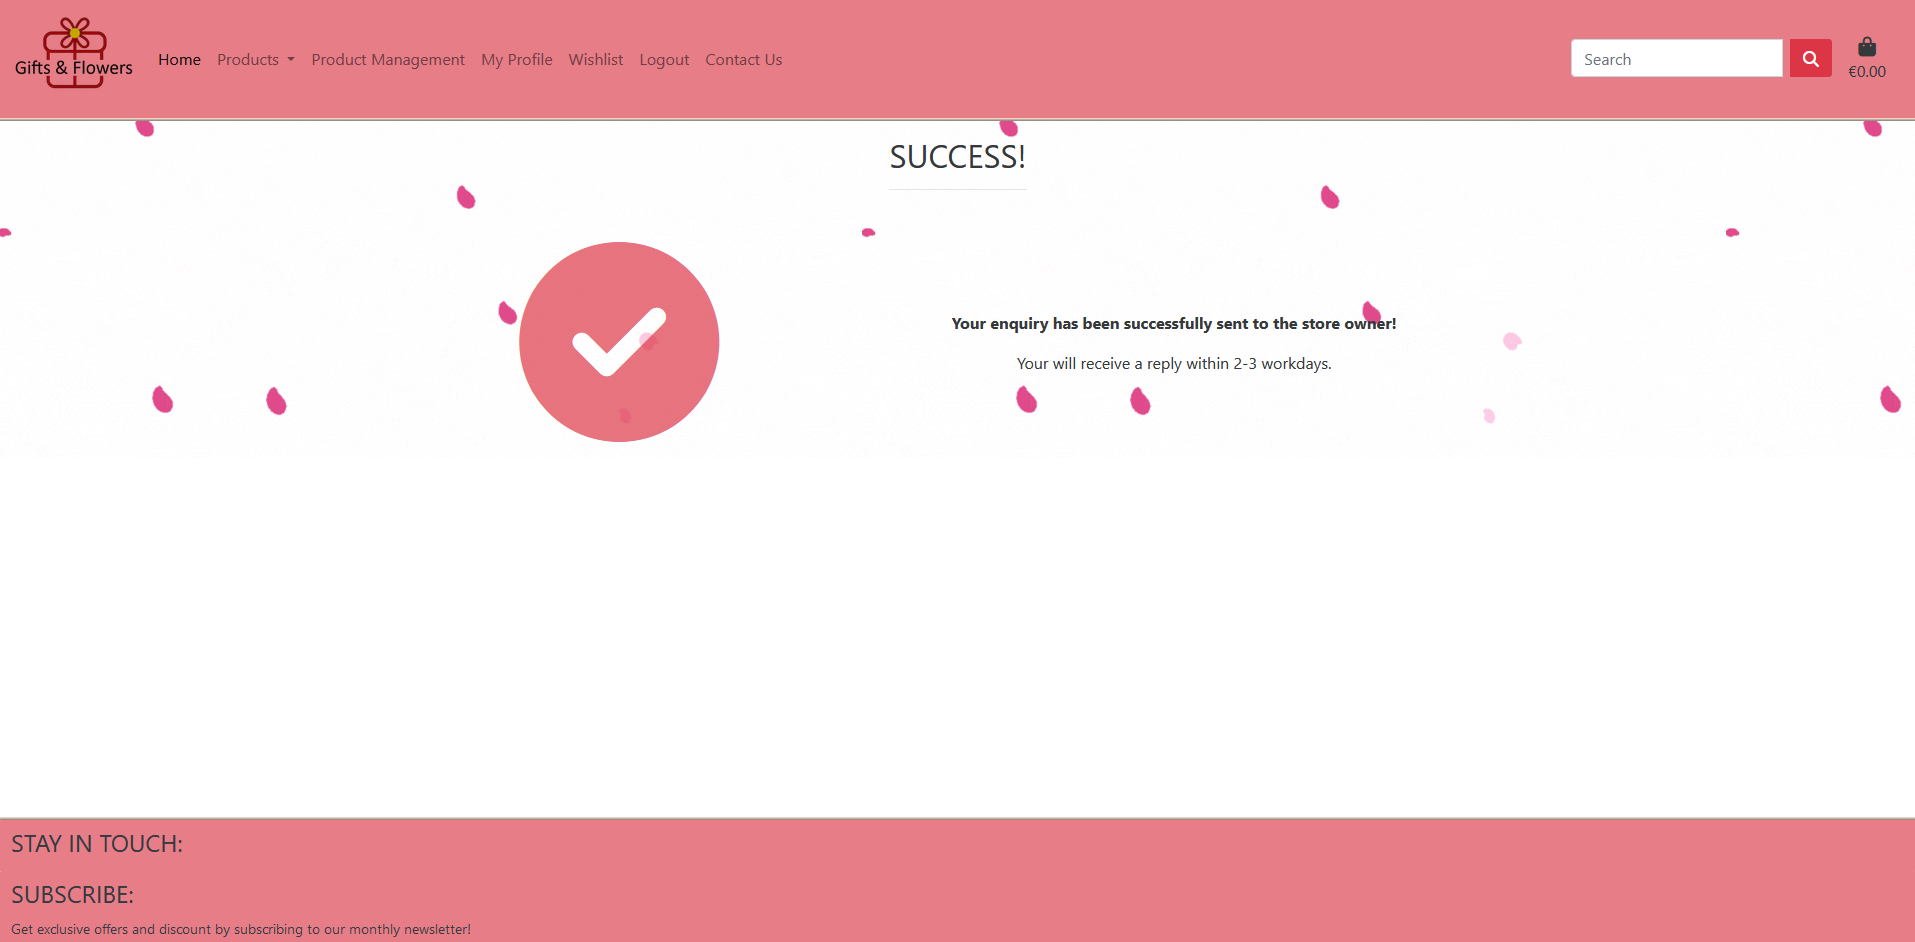 Gifts & Flowers
Home Products Product Management My Profile Wishlist Logout Contact Us
Search
€0.00
SUCCESS!
Your enquiry has been successfully sent to the store owner!
Your will receive a reply within 2-3 workdays.
STAY IN TOUCH:
SUBSCRIBE:
Get exclusive offers and discount by subscribing to our monthly newsletter!